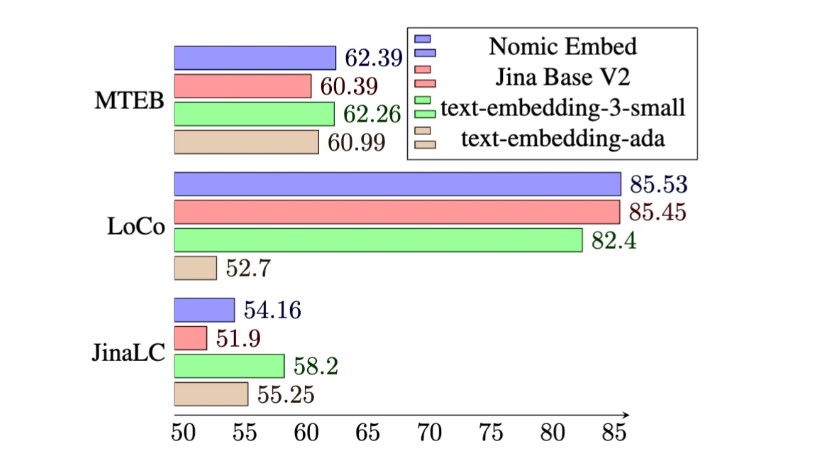 Nomic Embed
Jina Base V2
text-embedding-3-small
text-embedding-ada
MTEB
62.39
60.39
62.26
60.99
LoCo
85.53
85.45
82.4
52.7
JinaLC
54.16
51.9
58.2
55.25
50 55 60 65 70 75 80 85